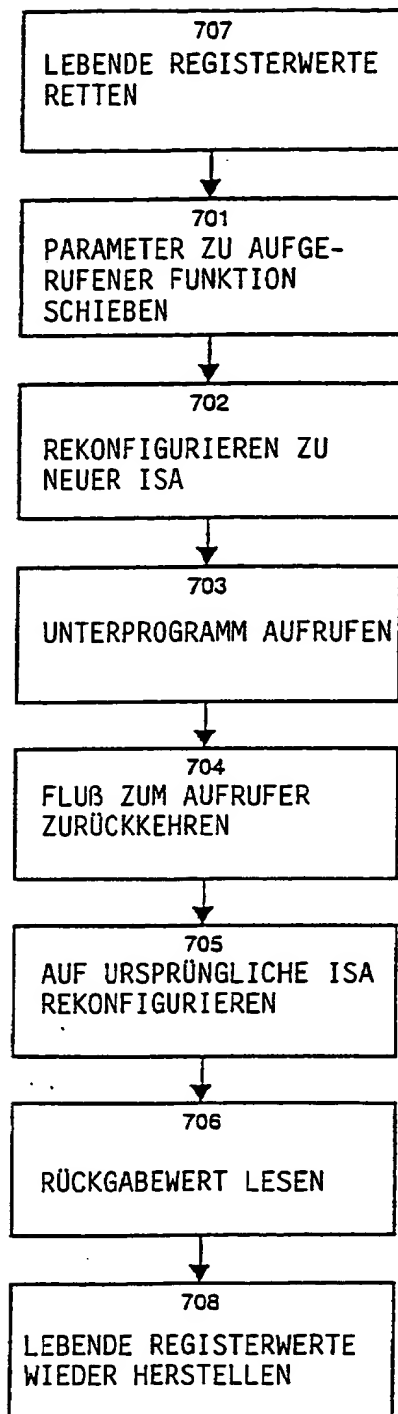 707
LEBENDE REGISTERWERTE
RETTEN
701
PARAMETER ZU AUFGE-
RUFENER FUNKTION
SCHIEBEN
702
REKONFIGURIEREN ZU
NEUER ISA
703
UNTERPROGRAMM AUFRUFEN
704
FLUß ZUM AUFRUFER
ZURÜCKKEHREN
705
AUF URSPRÜNGLICHE ISA
REKONFIGURIEREN
706
RÜCKGABEWERT LESEN
708
LEBENDE REGISTERWERTE
WIEDER HERSTELLEN